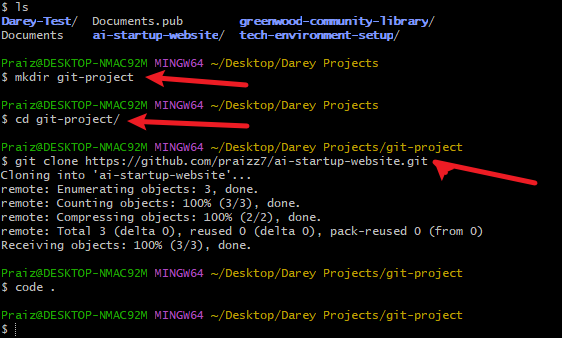 $ ls
Darey-Test/  Documents.pub  greenwood-community-library/
Documents  ai-startup-website/  tech-environment-setup/
Praiz@DESKTOP-NMAC92M MINGW64 ~/Desktop/Darey Projects
$ mkdir git-project
Praiz@DESKTOP-NMAC92M MINGW64 ~/Desktop/Darey Projects
$ cd git-project/
Praiz@DESKTOP-NMAC92M MINGW64 ~/Desktop/Darey Projects/git-project
$ git clone https://github.com/praizz7/ai-startup-website.git
Cloning into 'ai-startup-website'...
remote: Enumerating objects: 3, done.
remote: Counting objects: 100% (3/3), done.
remote: Compressing objects: 100% (2/2), done.
remote: Total 3 (delta 0), reused 0 (delta 0), pack-reused 0 (from 0)
Receiving objects: 100% (3/3), done.
Praiz@DESKTOP-NMAC92M MINGW64 ~/Desktop/Darey Projects/git-project
$ code .
Praiz@DESKTOP-NMAC92M MINGW64 ~/Desktop/Darey Projects/git-project
$